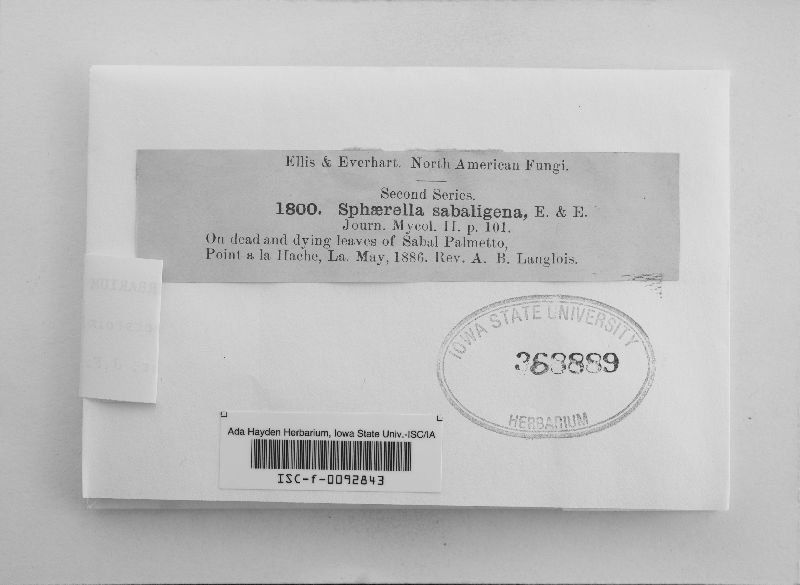 Ellis & Everhart. North American Fungi.
Second Series.
1800. Sphærella sabaligena, E. & E.
Journ. Mycol. II. p. 101.
On dead and dying leaves of Sabal Palmetto,
Point a la Hache, La. May, 1886. Rev. A. B. Langlois.
IOWA STATE UNIVERSITY
363889
HERBARIUM
Ada Hayden Herbarium, Iowa State Univ.-ISC/IA
ISC-f-0092843